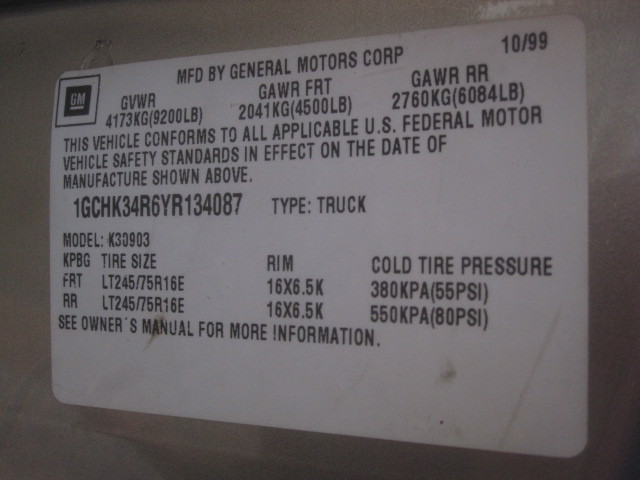 MFD BY GENERAL MOTORS CORP 10/99
GM
GVWR GAWR FRT GAWR RR
4173KG(9200LB) 2041KG(4500LB) 2760KG(6084LB)
THIS VEHICLE CONFORMS TO ALL APPLICABLE U.S. FEDERAL MOTOR
VEHICLE SAFETY STANDARDS IN EFFECT ON THE DATE OF
MANUFACTURE SHOWN ABOVE.
1GCHK34R6YR134087 TYPE: TRUCK
MODEL: K30903
KPBG TIRE SIZE RIM COLD TIRE PRESSURE
FRT LT245/75R16E 16X6.5K 380KPA(55PSI)
RR LT245/75R16E 16X6.5K 550KPA(80PSI)
SEE OWNER'S MANUAL FOR MORE INFORMATION.